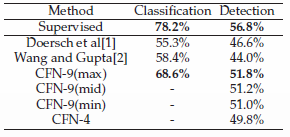 Method Classification Detection
Supervised 78.2% 56.8%
Doersch et al[1] 55.3% 46.6%
Wang and Gupta[2] 58.4% 44.0%
CFN-9(max) 68.6% 51.8%
CFN-9(mid) - 51.2%
CFN-9(min) - 51.0%
CFN-4 - 49.8%